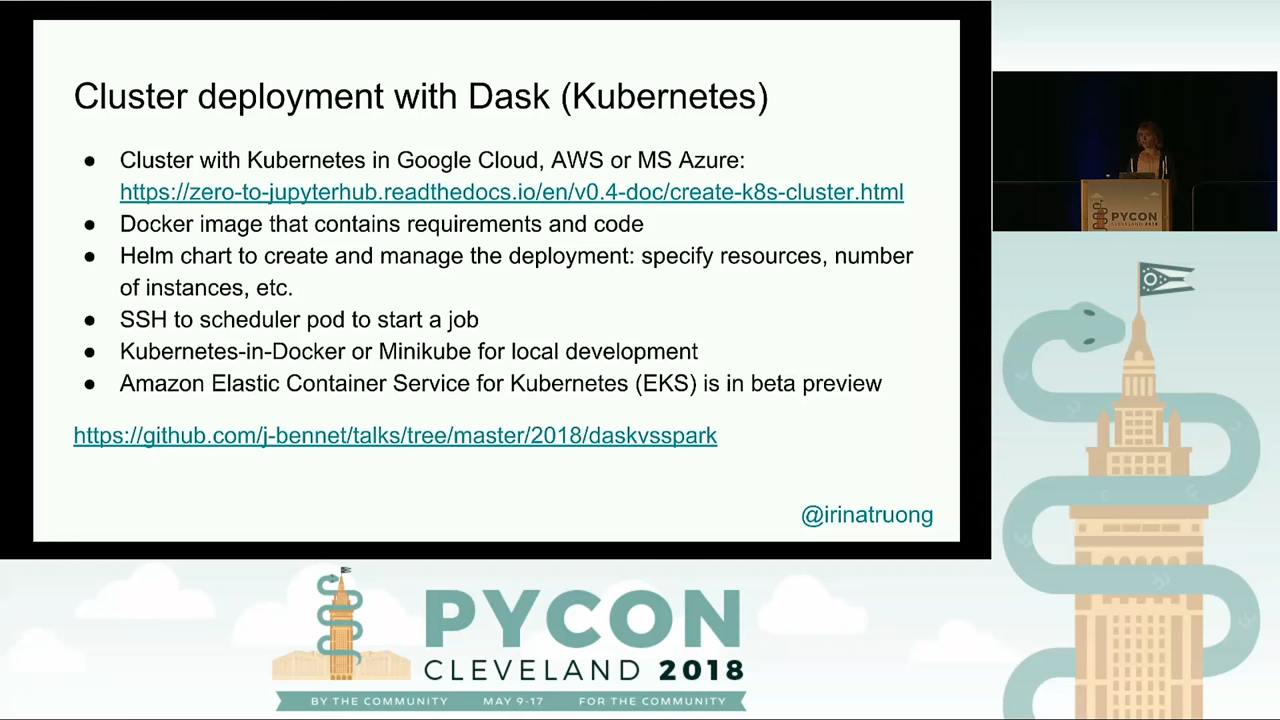 Cluster deployment with Dask (Kubernetes)
● Cluster with Kubernetes in Google Cloud, AWS or MS Azure:
https://zero-to-jupyterhub.readthedocs.io/en/v0.4-doc/create-k8s-cluster.html
● Docker image that contains requirements and code
● Helm chart to create and manage the deployment: specify resources, number
of instances, etc.
● SSH to scheduler pod to start a job
● Kubernetes-in-Docker or Minikube for local development
● Amazon Elastic Container Service for Kubernetes (EKS) is in beta preview
https://github.com/j-bennet/talks/tree/master/2018/daskvsspark
@irinatruong
PYCON
CLEVELAND 2018
PYCON
CLEVELAND 2018
BY THE COMMUNITY MAY 9-17 FOR THE COMMUNITY